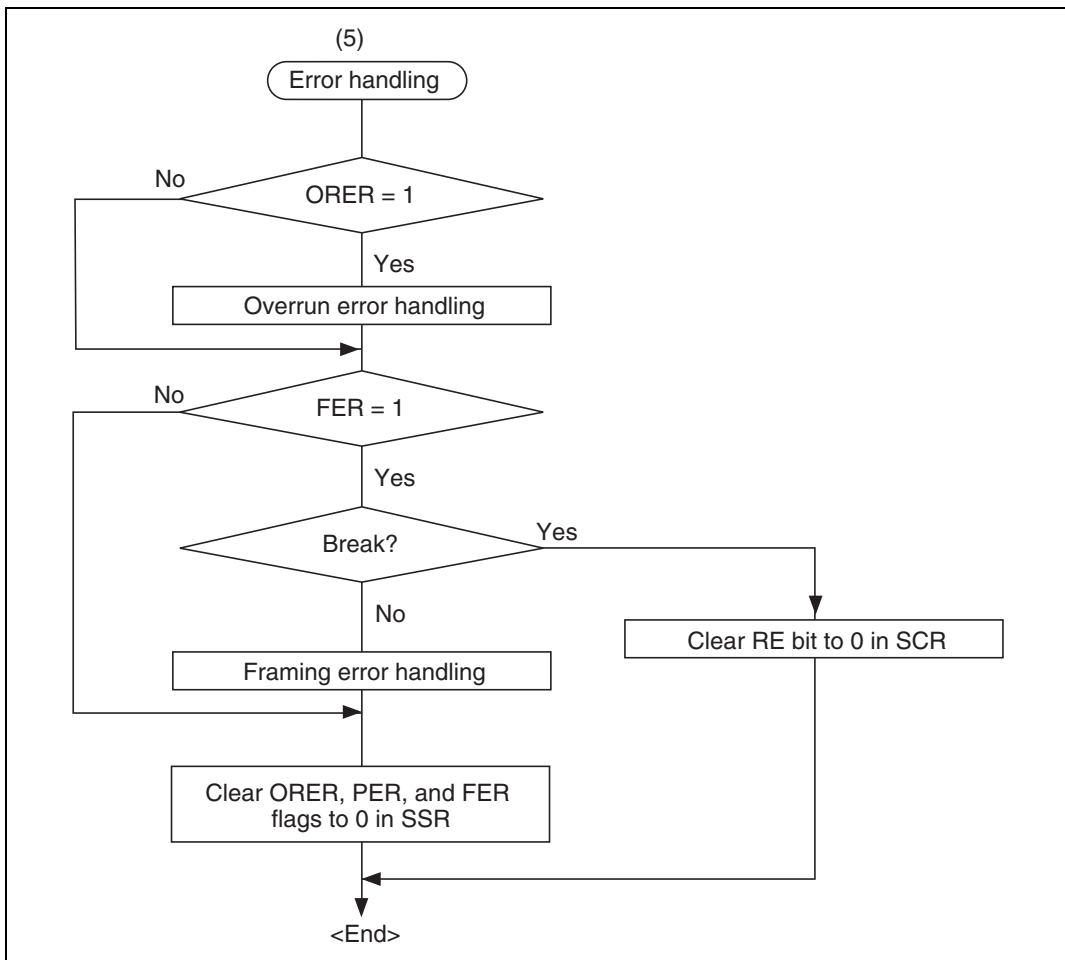 (5)
Error handling
No
ORER = 1
Yes
Overrun error handling
No
FER = 1
Yes
Break?
Yes
No
Clear RE bit to 0 in SCR
Framing error handling
Clear ORER, PER, and FER
flags to 0 in SSR
<End>